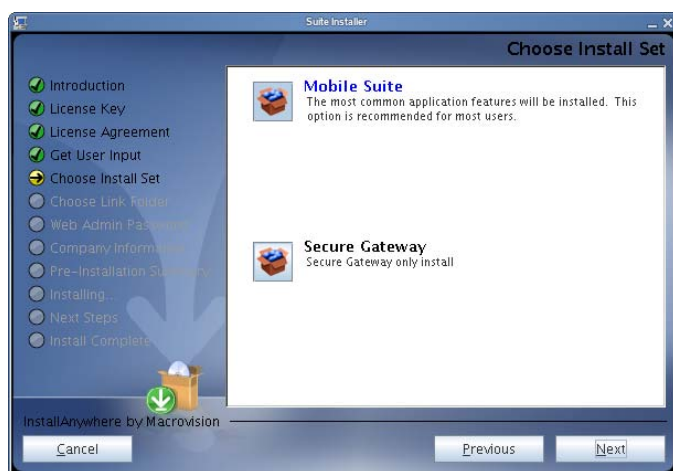 Suite Installer
Choose Install Set
Introduction
License Key
License Agreement
Get User Input
Choose Install Set
Choose Link Folder
Web Admin Password
Company Information
Pre-Installation Summary
Installing...
Next Steps
Install Complete
Mobile Suite
The most common application features will be installed. This
option is recommended for most users.
Secure Gateway
Secure Gateway only install
InstallAnywhere by Macrovision
Cancel
Previous
Next